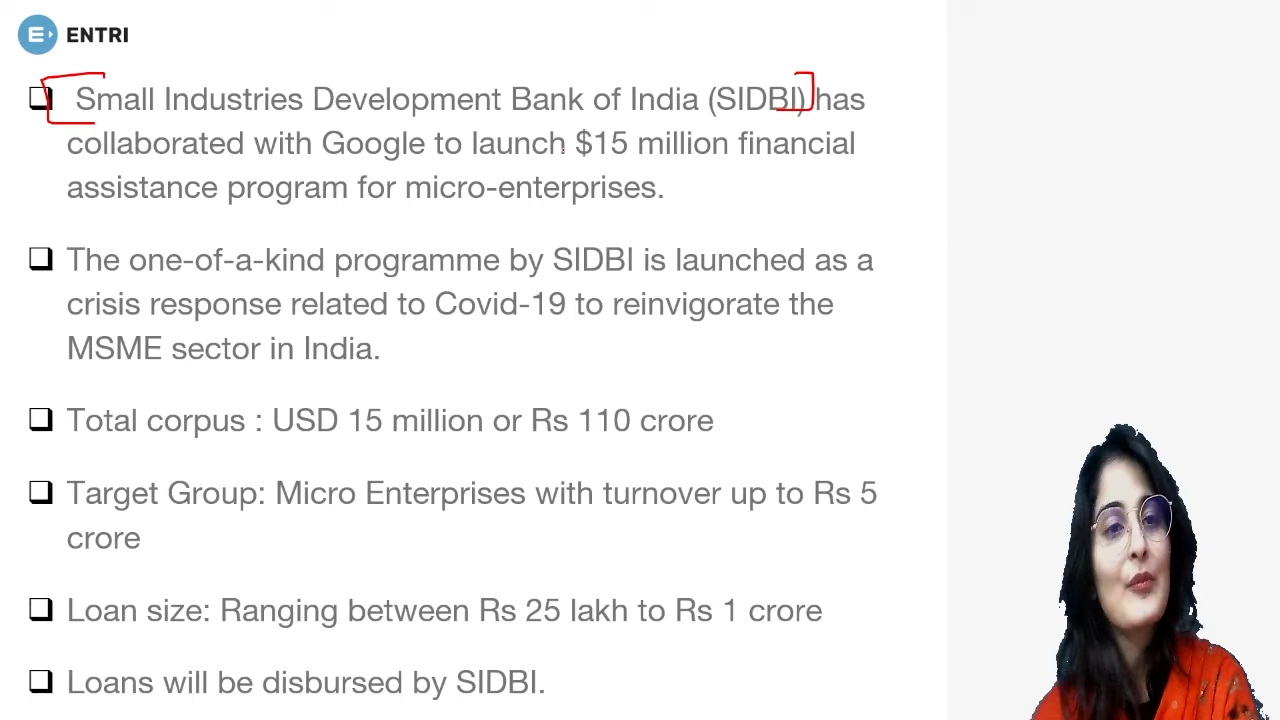 ENTRI
Small Industries Development Bank of India (SIDBI) has
collaborated with Google to launch $15 million financial
assistance program for micro-enterprises.
The one-of-a-kind programme by SIDBI is launched as a
crisis response related to Covid-19 to reinvigorate the
MSME sector in India.
Total corpus : USD 15 million or Rs 110 crore
Target Group: Micro Enterprises with turnover up to Rs 5
crore
Loan size: Ranging between Rs 25 lakh to Rs 1 crore
Loans will be disbursed by SIDBI.